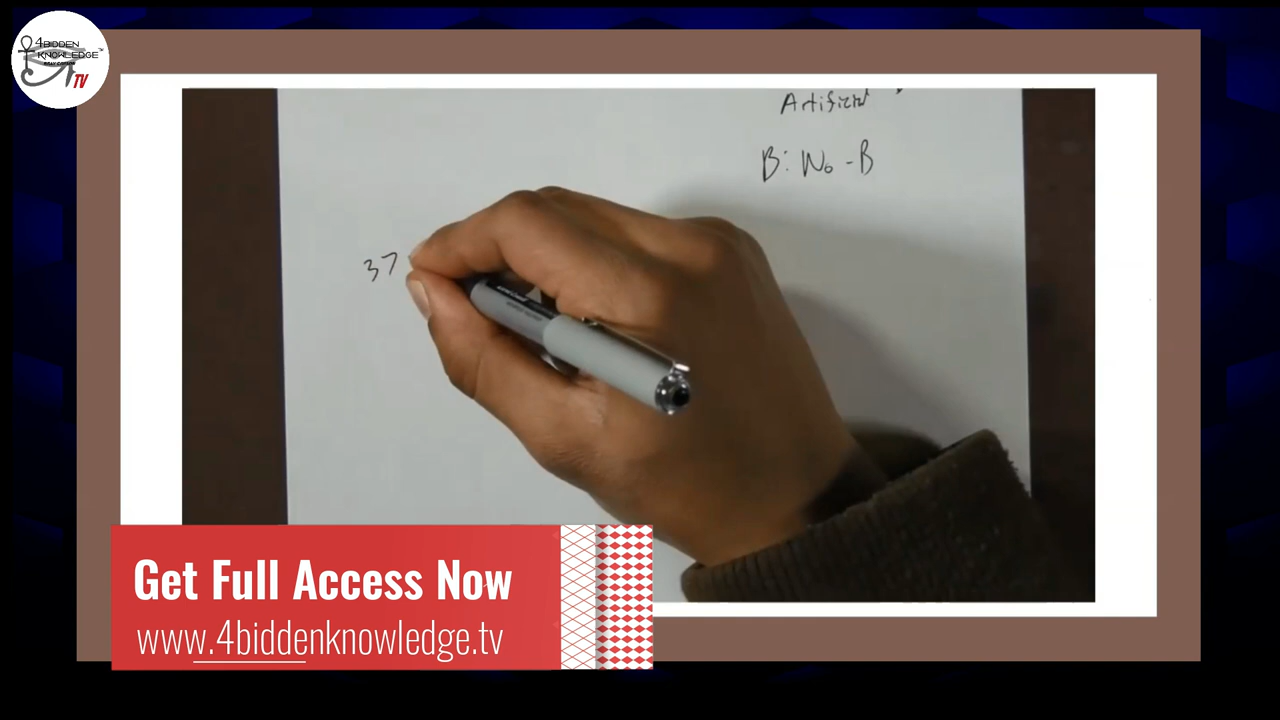 4BIDDEN
KNOWLEDGE
TV
Artificial
B: No - B
37
Get Full Access Now
www.4biddenknowledge.tv